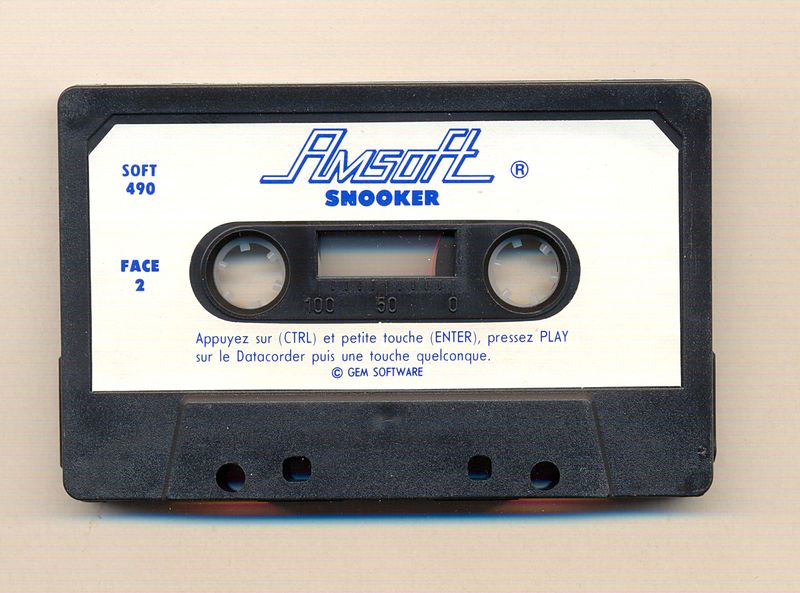 Amsoft ®
SNOOKER
SOFT
490
FACE
2
100 50 0
Appuyez sur (CTRL) et petite touche (ENTER), pressez PLAY
sur le Datacorder puis une touche quelconque.
© GEM SOFTWARE